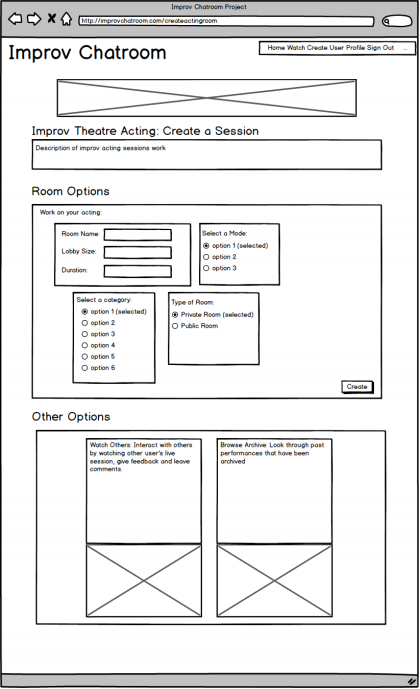 Improv Chatroom Project
http://improvchatroom.com/createactingroom
Improv Chatroom
Home Watch Create User Profile Sign Out ...
Improv Theatre Acting: Create a Session
Description of improv acting sessions work
Room Options
Work on your acting:
Room Name:
Lobby Size:
Duration:
Select a Mode:
option 1 (selected)
option 2
option 3
Select a category:
option 1 (selected)
option 2
option 3
option 4
option 5
option 6
Type of Room:
Private Room (selected)
Public Room
Create
Other Options
Watch Others: Interact with others
by watching other user's live
session, give feedback and leave
comments.
Browse Archive: Look through past
performances that have been
archived